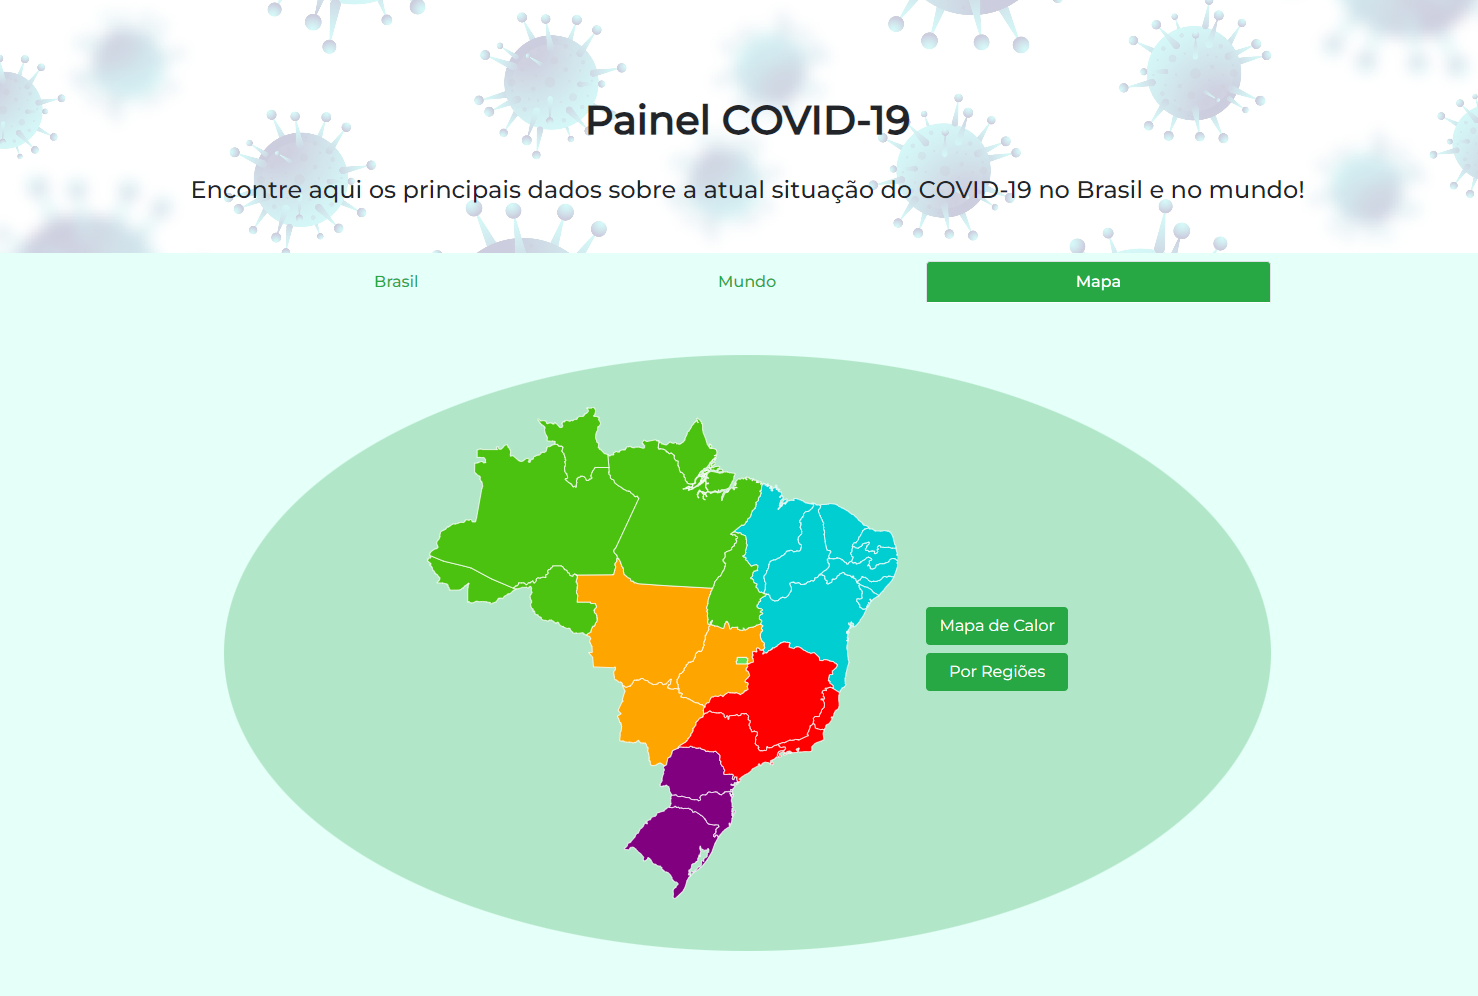 Painel COVID-19
Encontre aqui os principais dados sobre a atual situação do COVID-19 no Brasil e no mundo!
Brasil
Mundo
Mapa
Mapa de Calor
Por Regiões